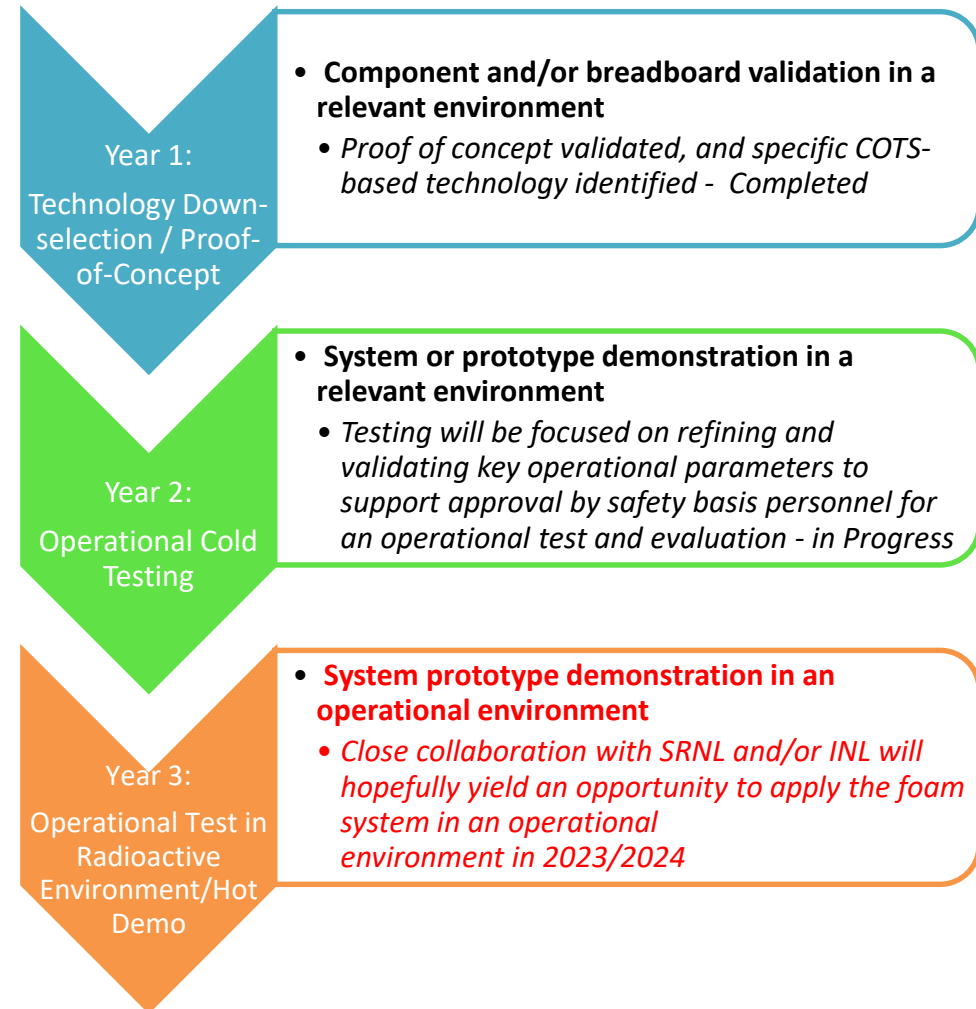 Year 1:
Technology Down-
selection / Proof-
of-Concept
• Component and/or breadboard validation in a
relevant environment
• Proof of concept validated, and specific COTS-
based technology identified -  Completed
Year 2:
Operational Cold
Testing
• System or prototype demonstration in a
relevant environment
• Testing will be focused on refining and
validating key operational parameters to
support approval by safety basis personnel for
an operational test and evaluation - in Progress
Year 3:
Operational Test in
Radioactive
Environment/Hot
Demo
• System prototype demonstration in an
operational environment
• Close collaboration with SRNL and/or INL will
hopefully yield an opportunity to apply the foam
system in an operational
environment in 2023/2024